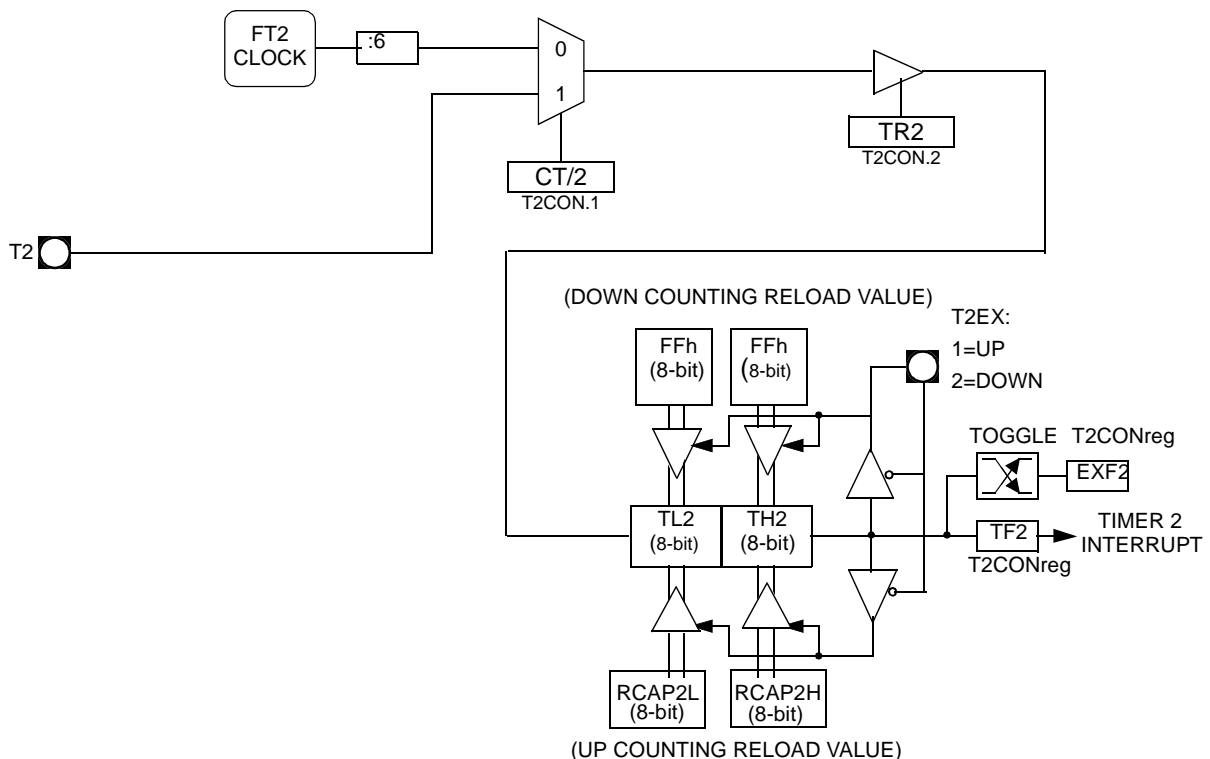 FT2
CLOCK
:6
0
1
TR2
T2CON.2
CT/2
T2CON.1
T2
(DOWN COUNTING RELOAD VALUE)
T2EX:
1=UP
2=DOWN
FFh
(8-bit)
FFh
(8-bit)
TOGGLE
T2CONreg
EXF2
TL2
(8-bit)
TH2
(8-bit)
TF2
T2CONreg
TIMER 2
INTERRUPT
RCAP2L
(8-bit)
RCAP2H
(8-bit)
(UP COUNTING RELOAD VALUE)